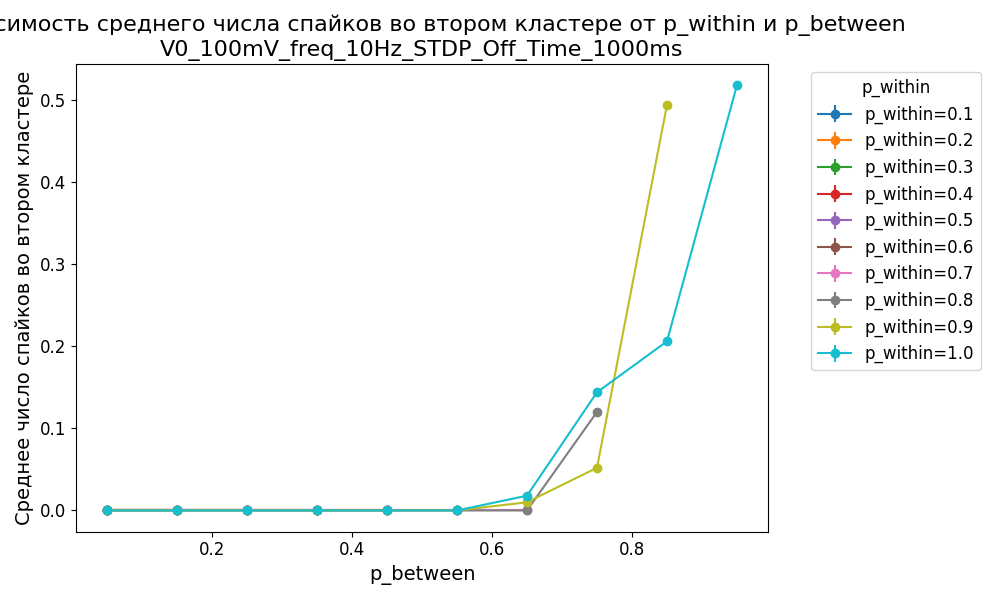 симость среднего числа спайков во втором кластере от p_within и p_between
V0_100mV_freq_10Hz_STDP_Off_Time_1000ms
Среднее число спайков во втором кластере
0.5
0.4
0.3
0.2
0.1
0.0
0.2
0.4
0.6
0.8
p_between
p_within
p_within=0.1
p_within=0.2
p_within=0.3
p_within=0.4
p_within=0.5
p_within=0.6
p_within=0.7
p_within=0.8
p_within=0.9
p_within=1.0